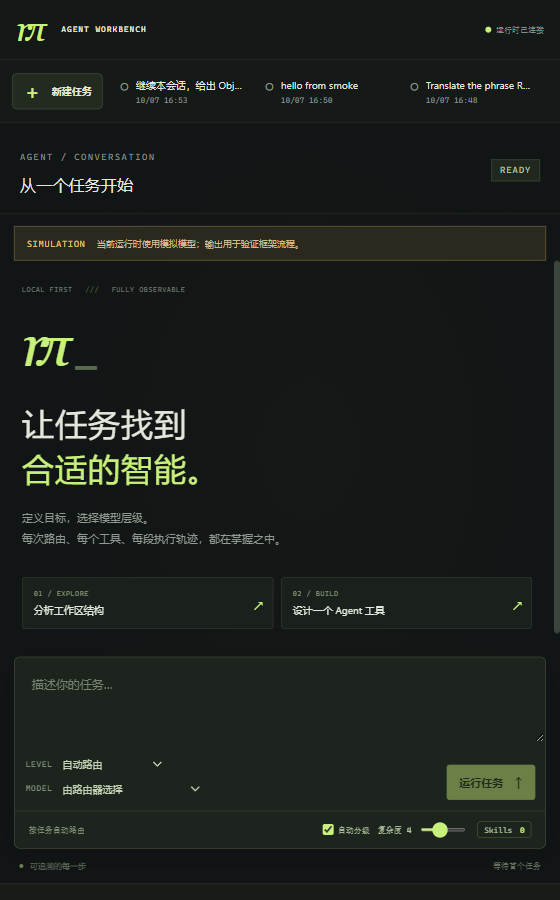 rπ AGENT WORKBENCH
运行时已连接
+ 新建任务
继续本会话，给出 Obj...
10/07 16:53
hello from smoke
10/07 16:50
Translate the phrase R...
10/07 16:48
AGENT / CONVERSATION
从一个任务开始
READY
SIMULATION 当前运行时使用模拟模型；输出用于验证框架流程。
LOCAL FIRST /// FULLY OBSERVABLE
rπ_
让任务找到
合适的智能。
定义目标，选择模型层级。
每次路由、每个工具、每段执行轨迹，都在掌握之中。
01 / EXPLORE
分析工作区结构
↗
02 / BUILD
设计一个 Agent 工具
↗
描述你的任务...
LEVEL 自动路由
MODEL 由路由器选择
运行任务 ↑
按任务自动路由
自动分级 复杂度 4
Skills 0
可追溯的每一步
等待首个任务